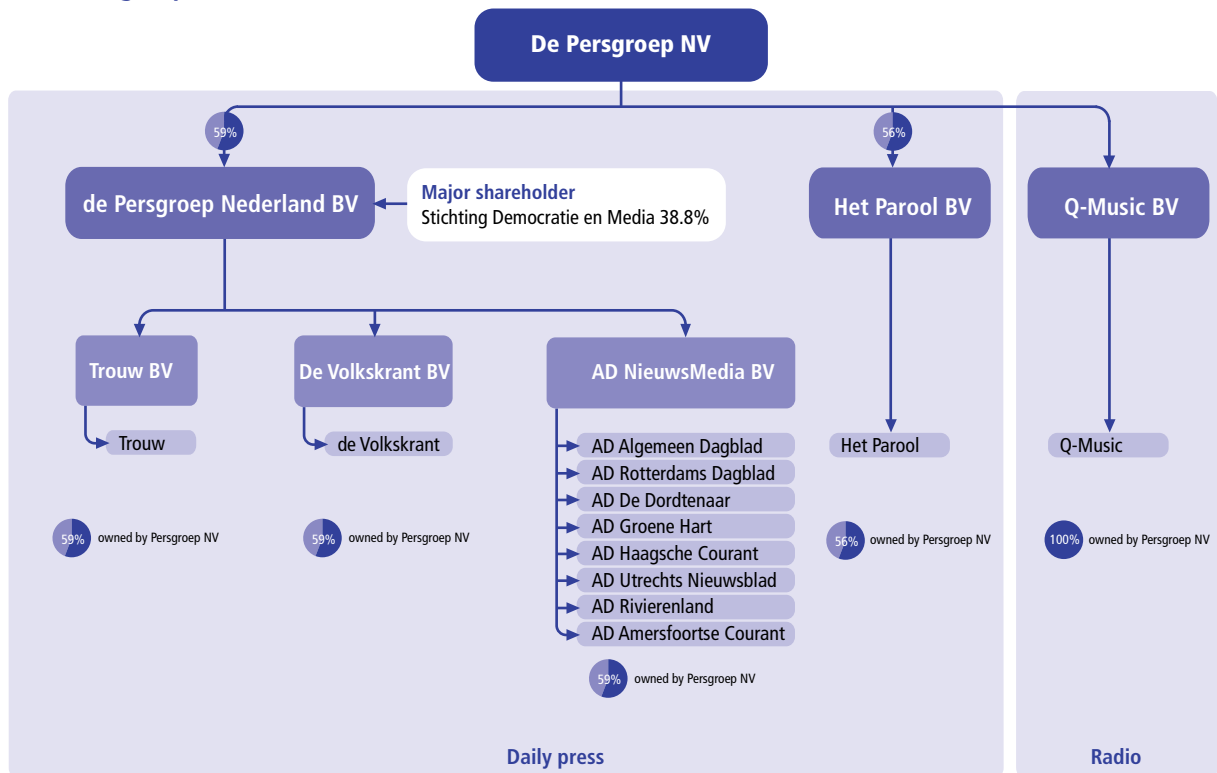 De Persgroep NV
59%
56%
de Persgroep Nederland BV
Major shareholder
Stichting Democratie en Media 38.8%
Het Parool BV
Q-Music BV
Trouw BV
De Volkskrant BV
AD NieuwsMedia BV
Trouw
de Volkskrant
AD Algemeen Dagblad
AD Rotterdams Dagblad
AD De Dordtenaar
AD Groene Hart
AD Haagsche Courant
AD Utrechts Nieuwsblad
AD Rivierenland
AD Amersfoortse Courant
Het Parool
Q-Music
59% owned by Persgroep NV
59% owned by Persgroep NV
59% owned by Persgroep NV
56% owned by Persgroep NV
100% owned by Persgroep NV
Daily press
Radio